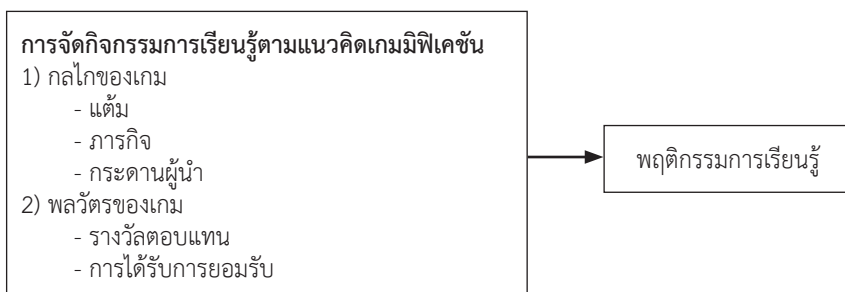 การจัดกิจกรรมการเรียนรู้ตามแนวคิดเกมมิฟิเคชัน
1) กลไกของเกม
- แต้ม
- ภารกิจ
- กระดานผู้นำ
2) พลวัตรของเกม
- รางวัลตอบแทน
- การได้รับการยอมรับ
พฤติกรรมการเรียนรู้